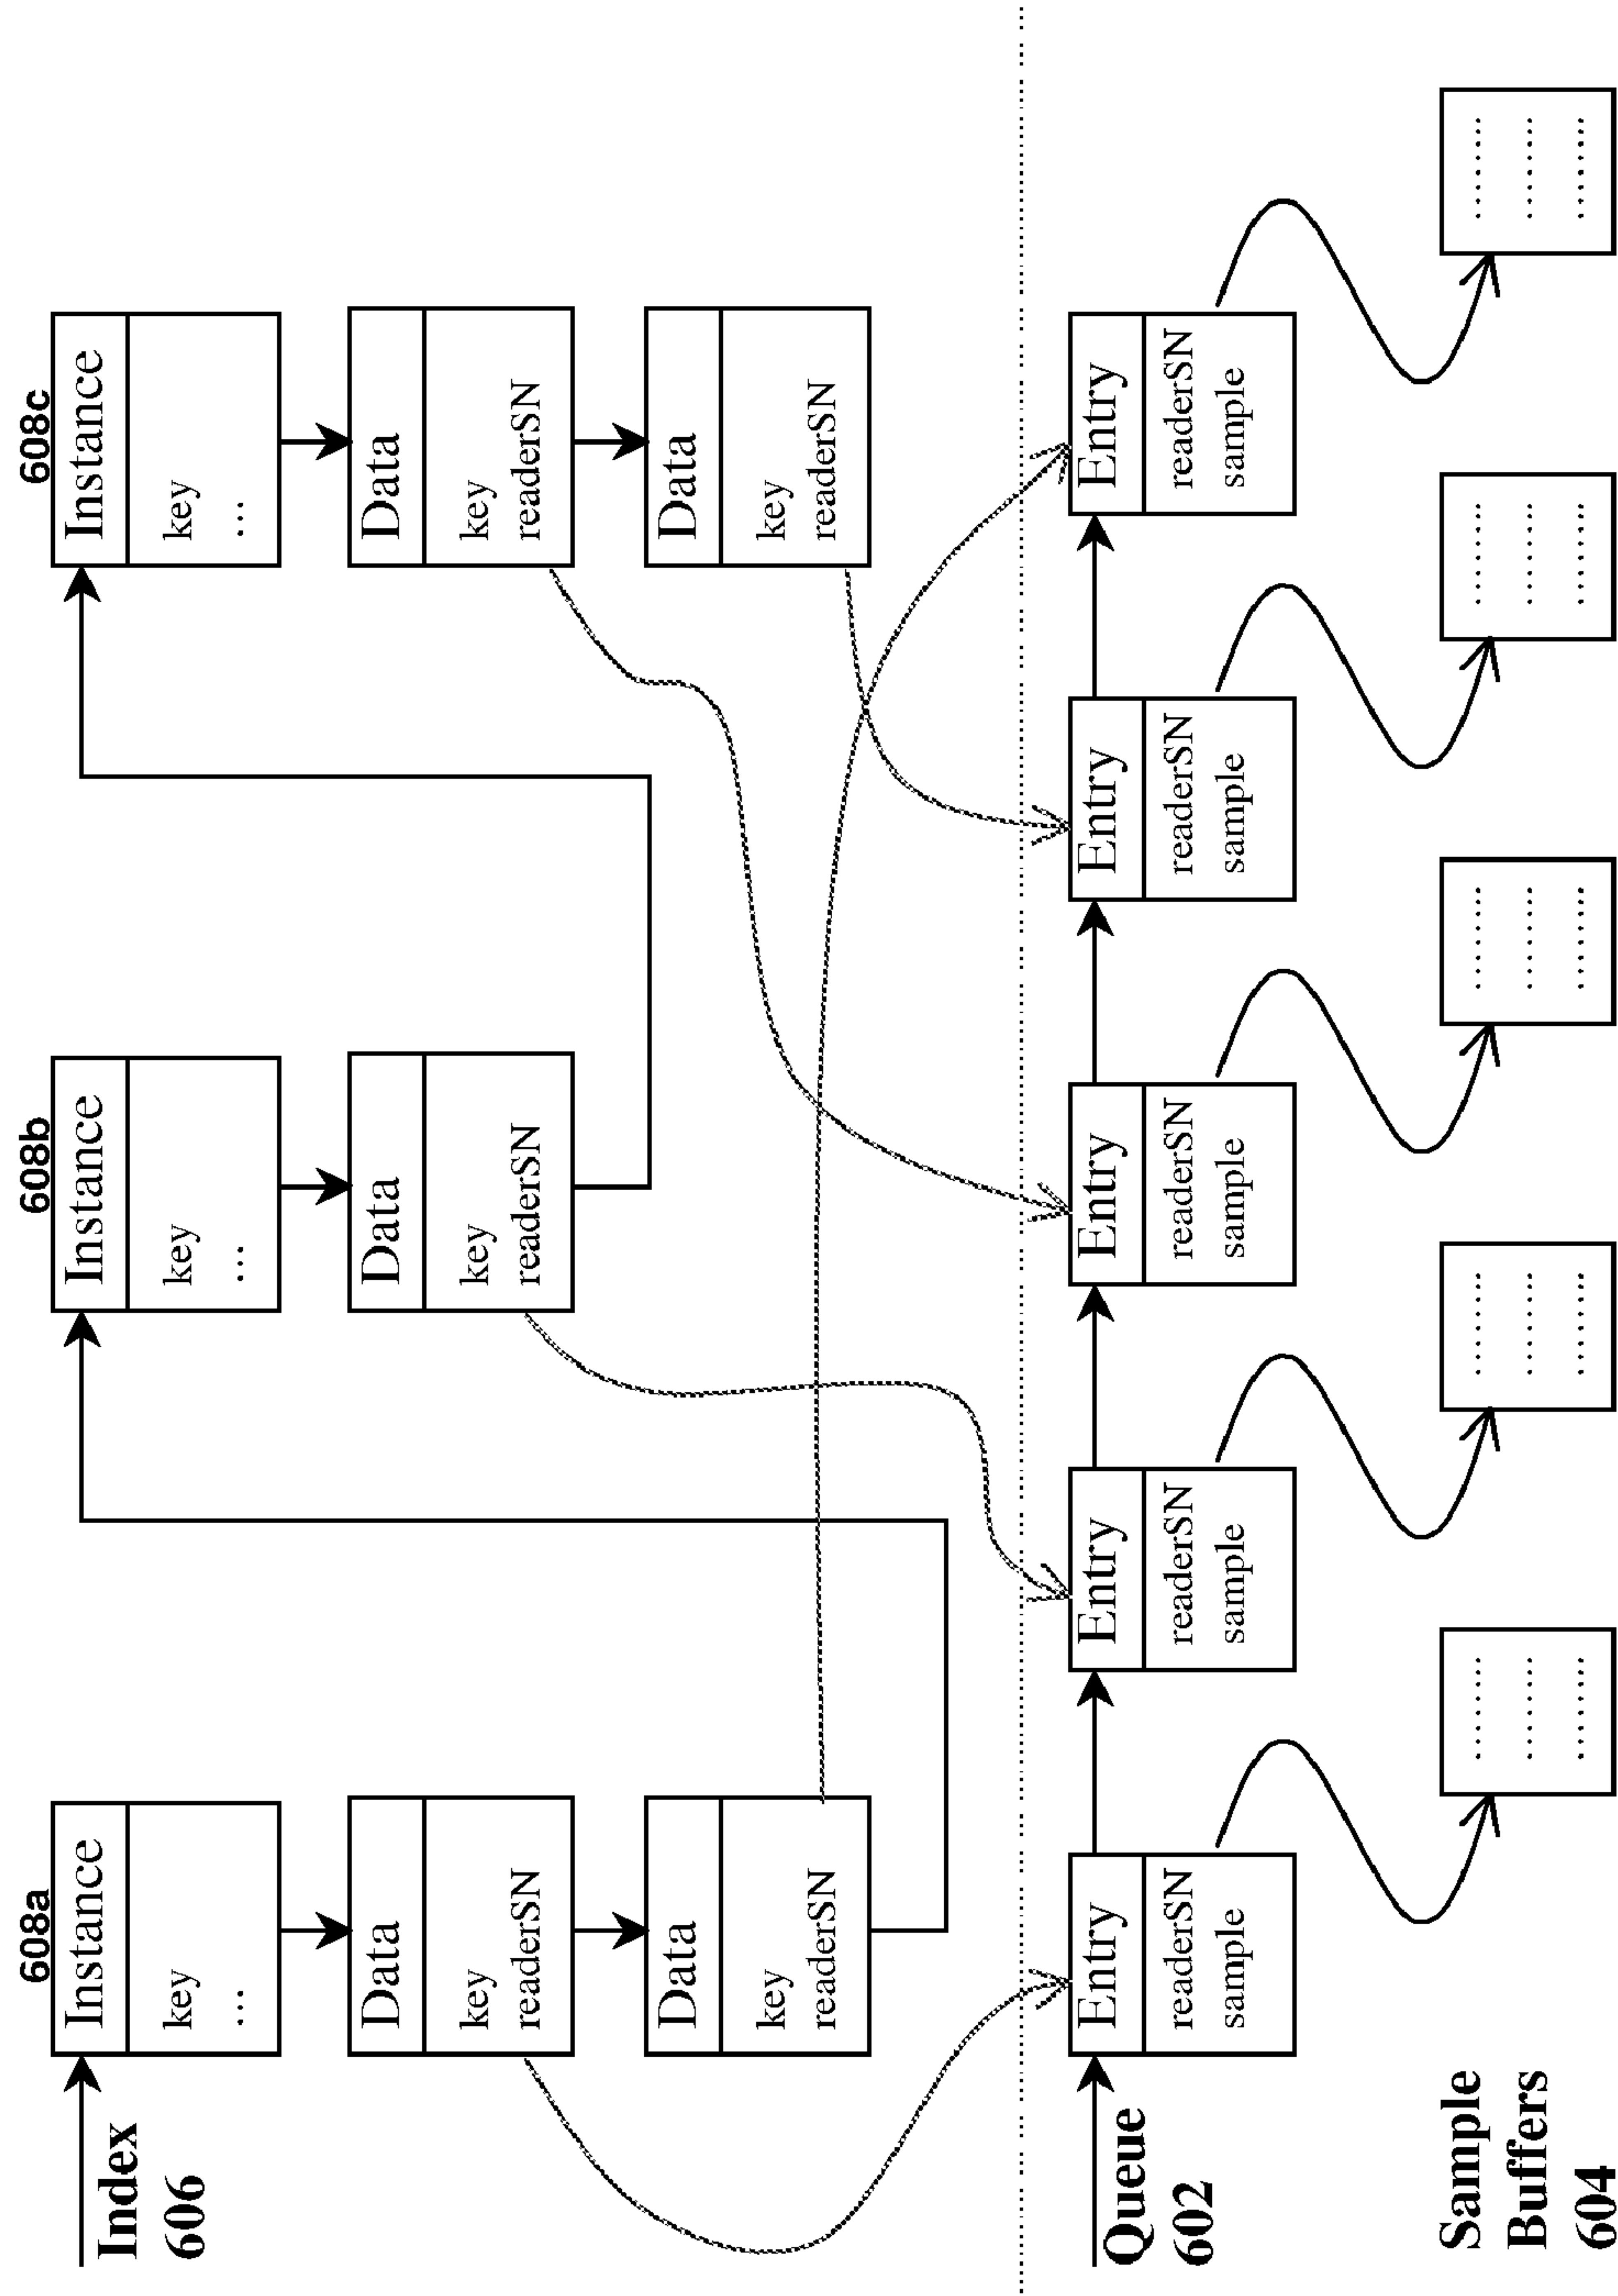 608a
608b
608c
Index
606
Instance
key
...
Data
key
readerSN
Data
key
readerSN
Instance
key
...
Data
key
readerSN
Instance
key
...
Data
key
readerSN
Data
key
readerSN
Queue
602
Entry
readerSN
sample
Entry
readerSN
sample
Entry
readerSN
sample
Entry
readerSN
sample
Entry
readerSN
sample
Sample
Buffers
604